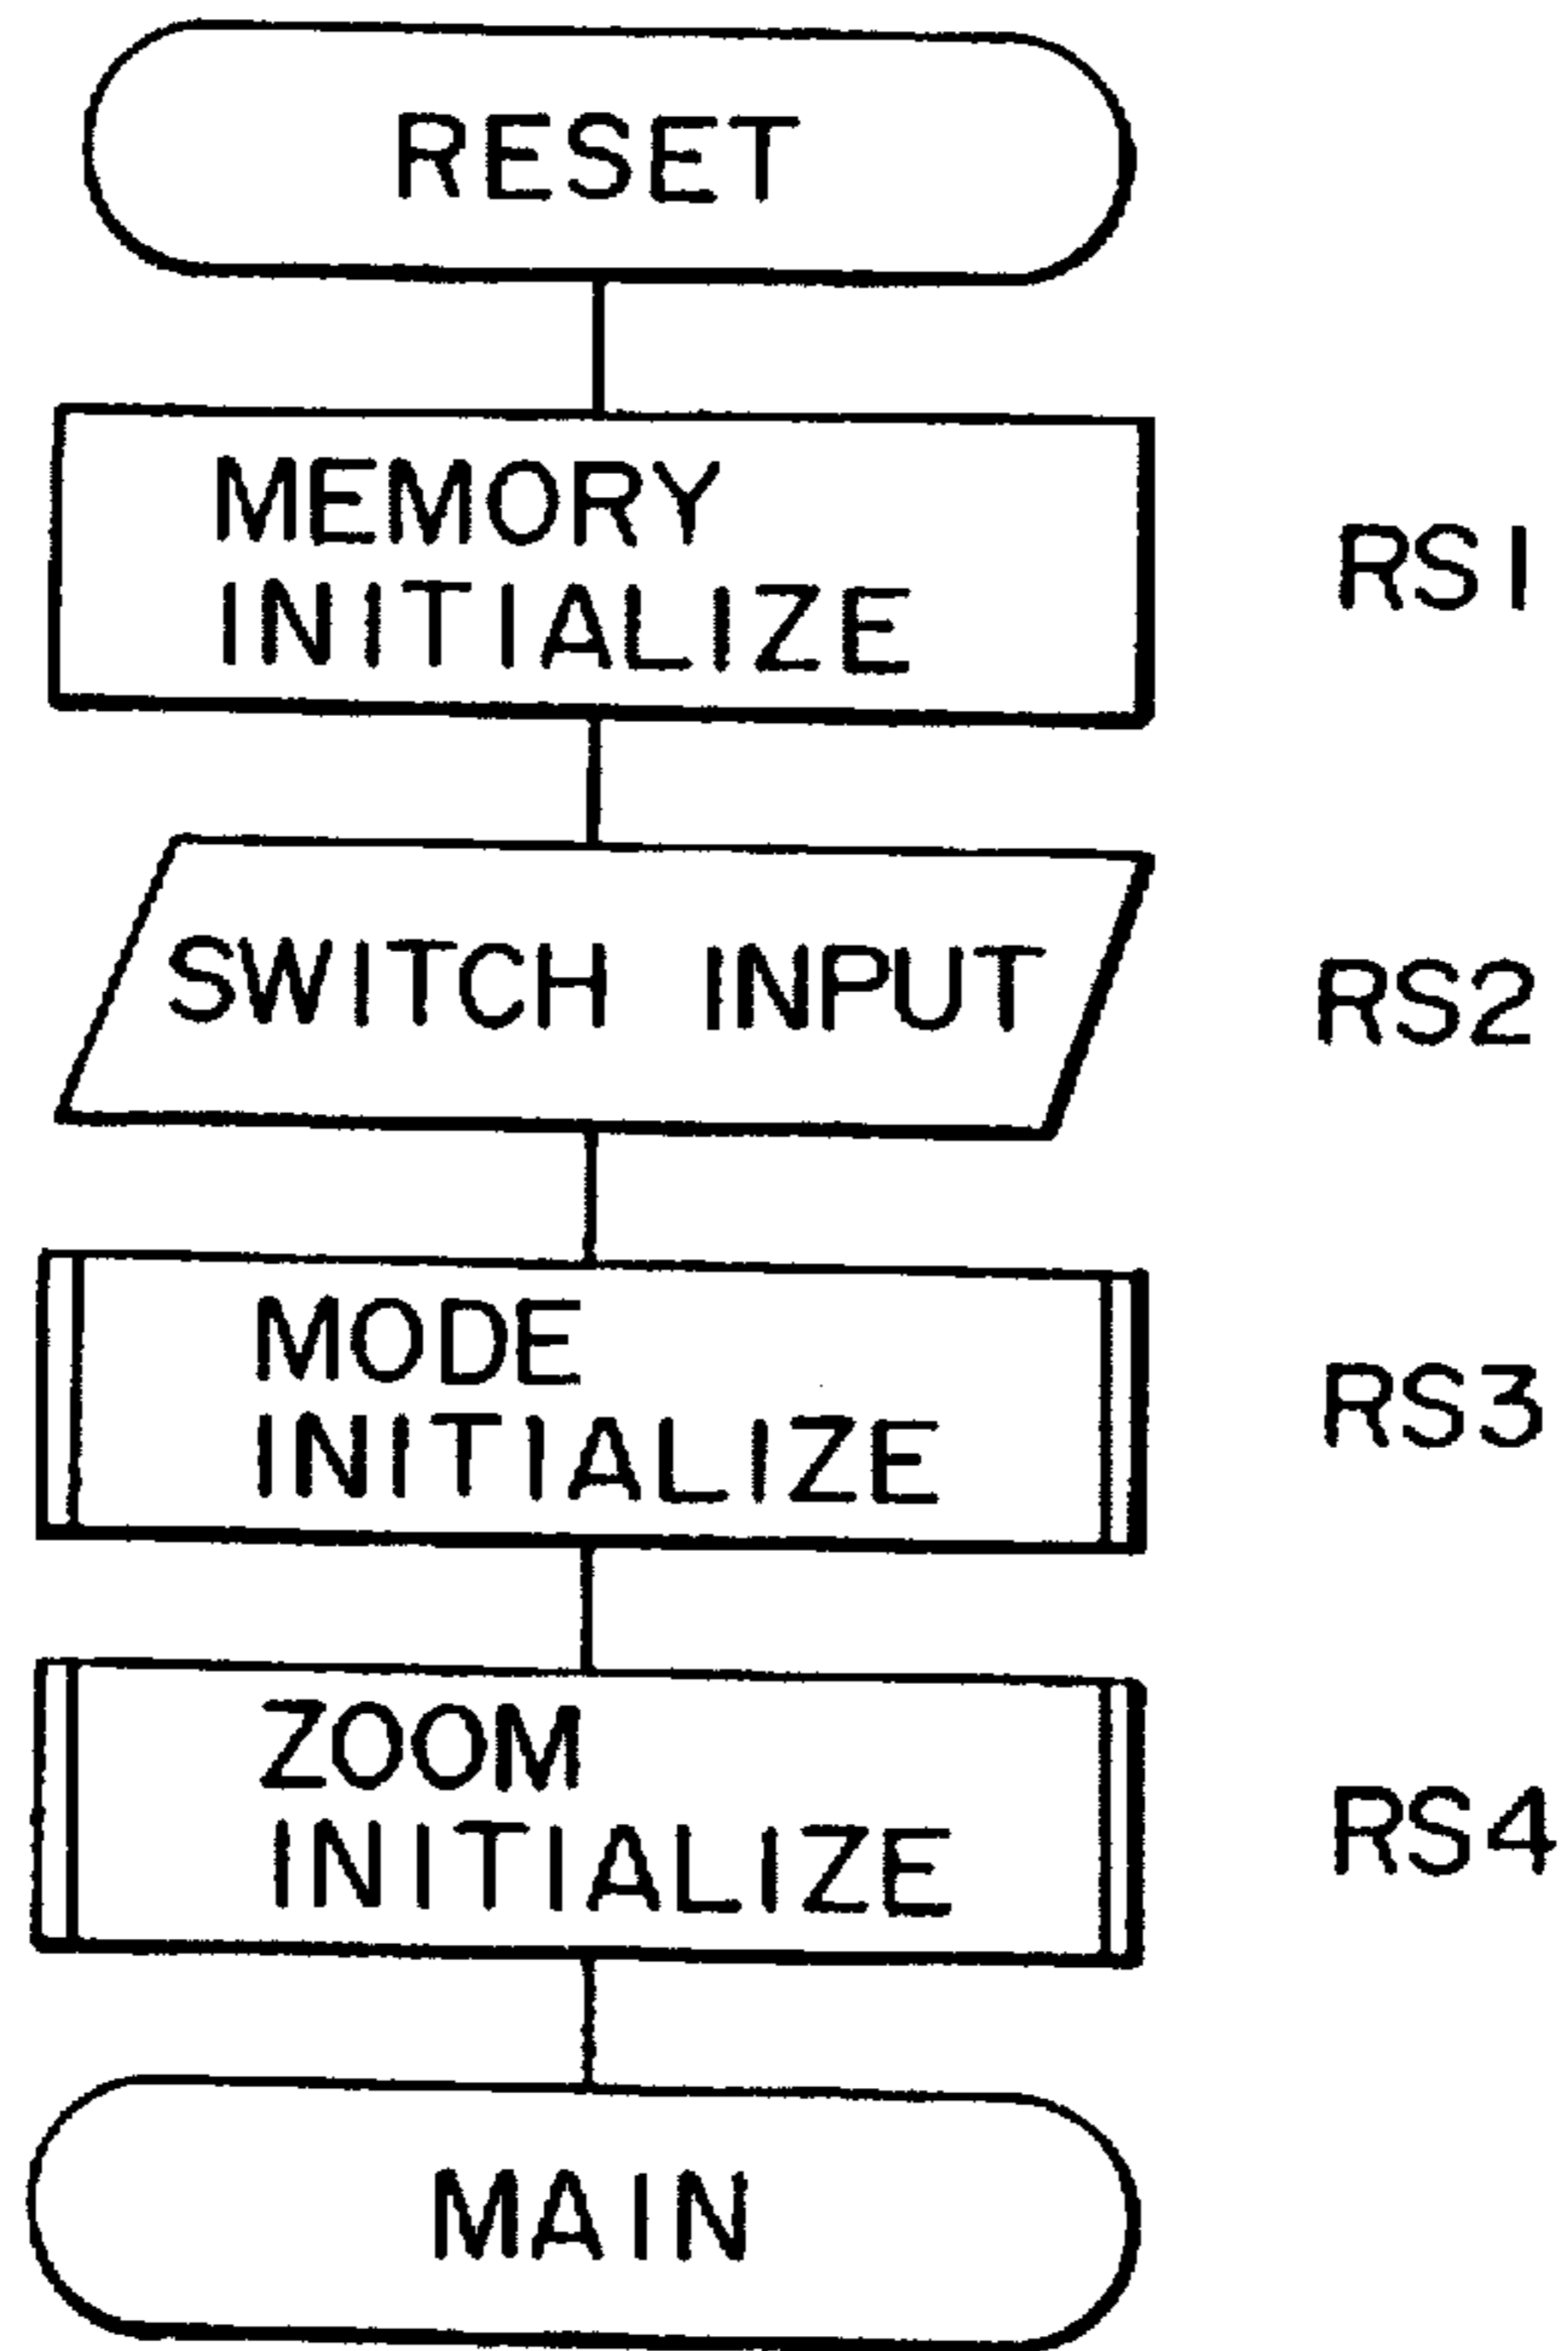 RESET
MEMORY
INITIALIZE
RS1
SWITCH INPUT
RS2
MODE
INITIALIZE
RS3
ZOOM
INITIALIZE
RS4
MAIN